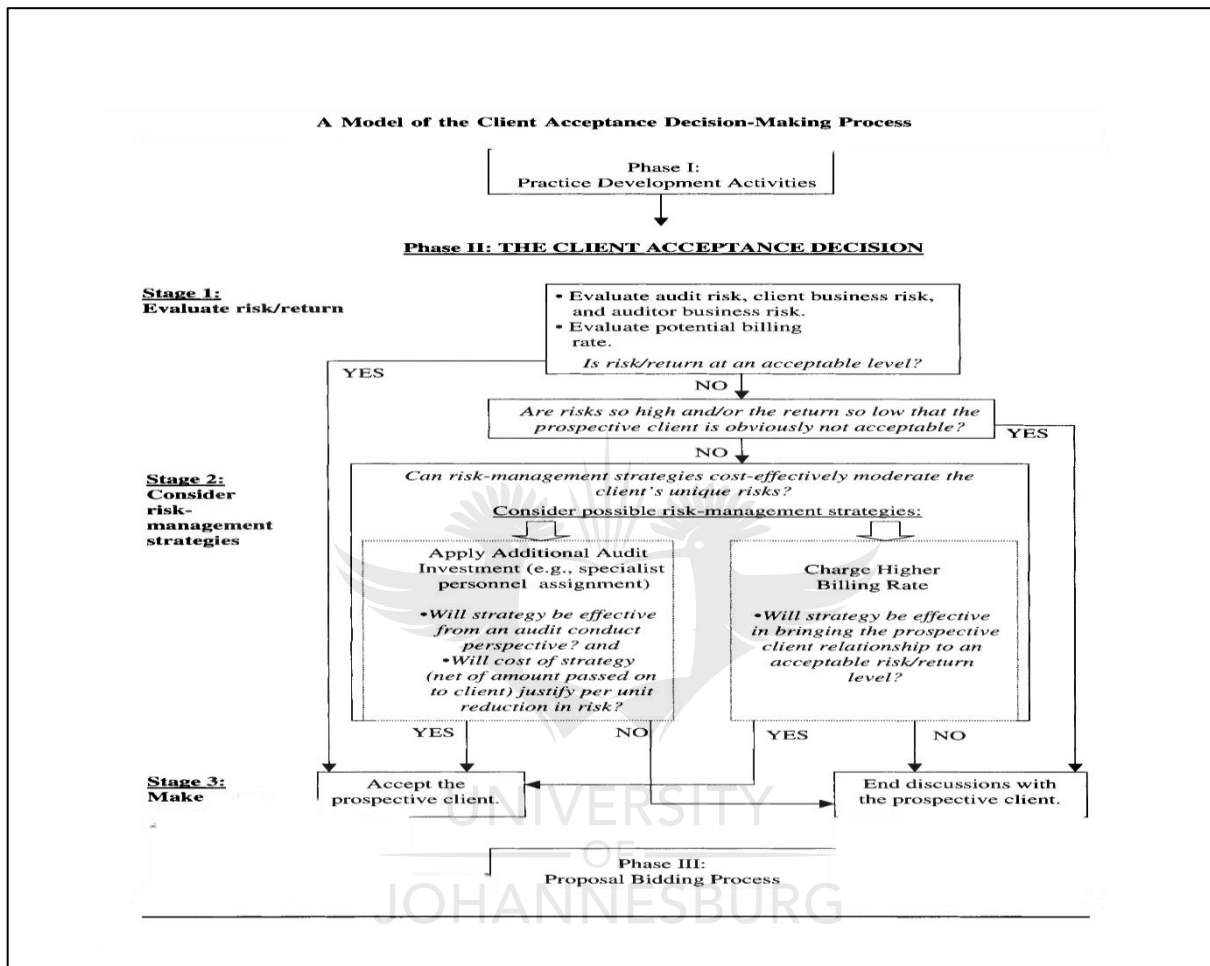 A Model of the Client Acceptance Decision-Making Process
Phase I:
Practice Development Activities
Phase II: THE CLIENT ACCEPTANCE DECISION
Stage 1:
Evaluate risk/return
• Evaluate audit risk, client business risk,
and auditor business risk.
• Evaluate potential billing
rate.
Is risk/return at an acceptable level?
YES
NO
Are risks so high and/or the return so low that the
prospective client is obviously not acceptable?
YES
NO
Stage 2:
Consider
risk-
management
strategies
Can risk-management strategies cost-effectively moderate the
client's unique risks?
Consider possible risk-management strategies:
Apply Additional Audit
Investment (e.g., specialist
personnel assignment)
•Will strategy be effective
from an audit conduct
perspective? and
•Will cost of strategy
(net of amount passed on
to client) justify per unit
reduction in risk?
Charge Higher
Billing Rate
•Will strategy be effective
in bringing the prospective
client relationship to an
acceptable risk/return
level?
YES
NO
YES
NO
Stage 3:
Make
Accept the
prospective client.
End discussions with
the prospective client.
UNIVERSITY
OF
JOHANNESBURG
Phase III:
Proposal Bidding Process